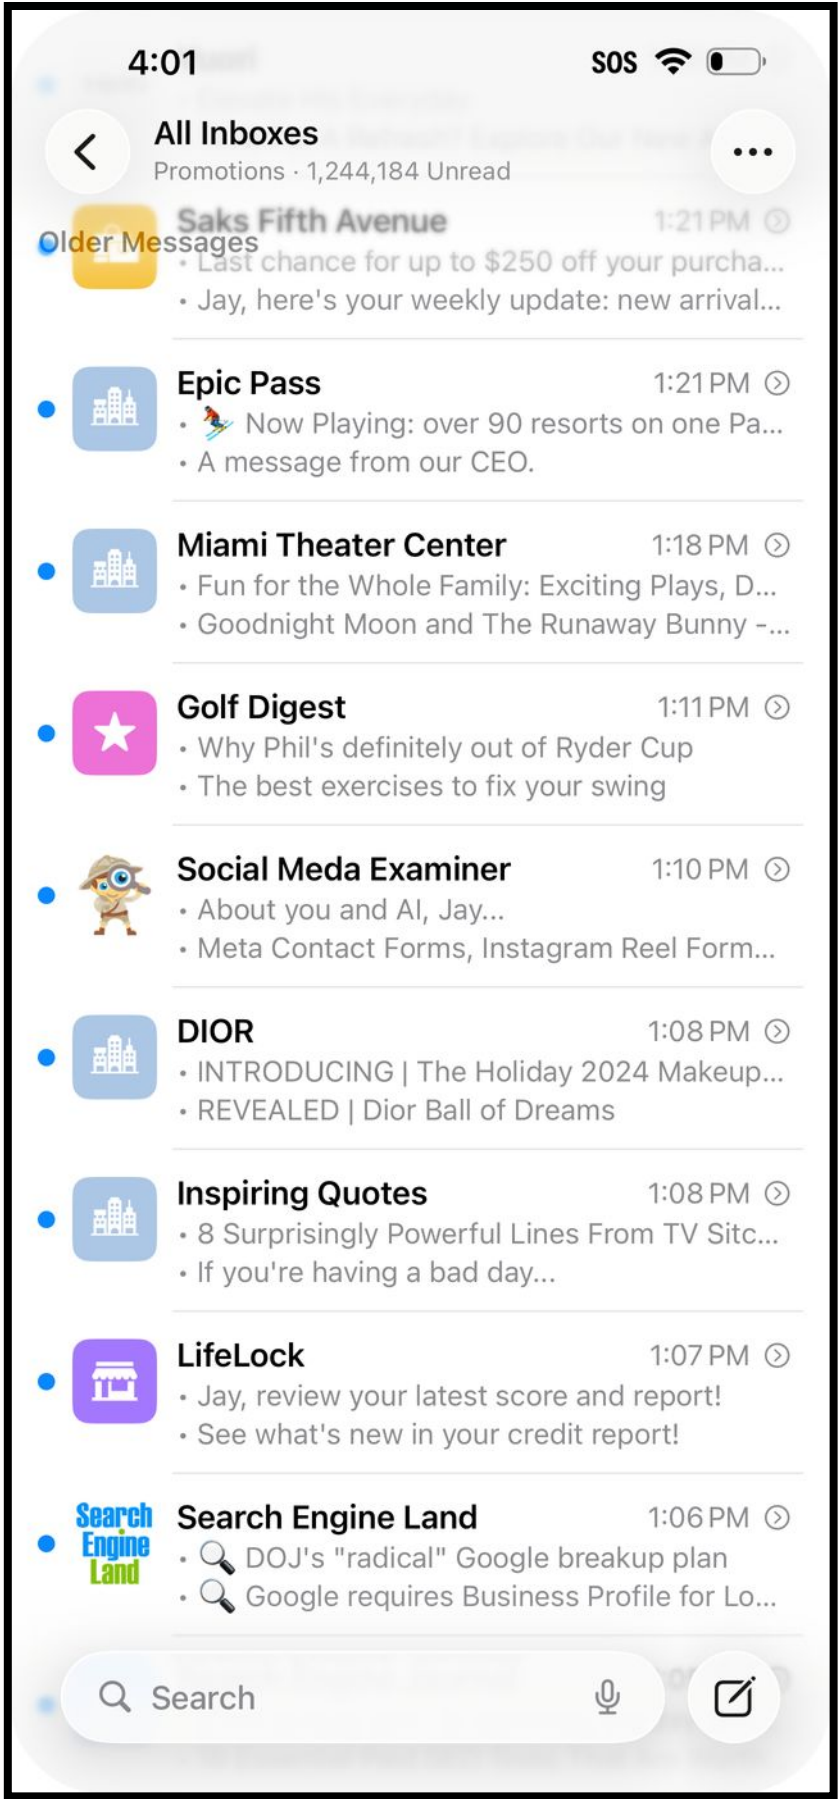 4:01
SOS
All Inboxes
Promotions · 1,244,184 Unread
Older Messages
Saks Fifth Avenue 1:21 PM
• Last chance for up to $250 off your purcha...
• Jay, here's your weekly update: new arrival...
Epic Pass 1:21 PM
• ⛷️ Now Playing: over 90 resorts on one Pa...
• A message from our CEO.
Miami Theater Center 1:18 PM
• Fun for the Whole Family: Exciting Plays, D...
• Goodnight Moon and The Runaway Bunny -...
Golf Digest 1:11 PM
• Why Phil's definitely out of Ryder Cup
• The best exercises to fix your swing
Social Meda Examiner 1:10 PM
• About you and AI, Jay...
• Meta Contact Forms, Instagram Reel Form...
DIOR 1:08 PM
• INTRODUCING | The Holiday 2024 Makeup...
• REVEALED | Dior Ball of Dreams
Inspiring Quotes 1:08 PM
• 8 Surprisingly Powerful Lines From TV Sitc...
• If you're having a bad day...
LifeLock 1:07 PM
• Jay, review your latest score and report!
• See what's new in your credit report!
Search
Engine
Land
Search Engine Land 1:06 PM
• 🔍 DOJ's "radical" Google breakup plan
• 🔍 Google requires Business Profile for Lo...
Search